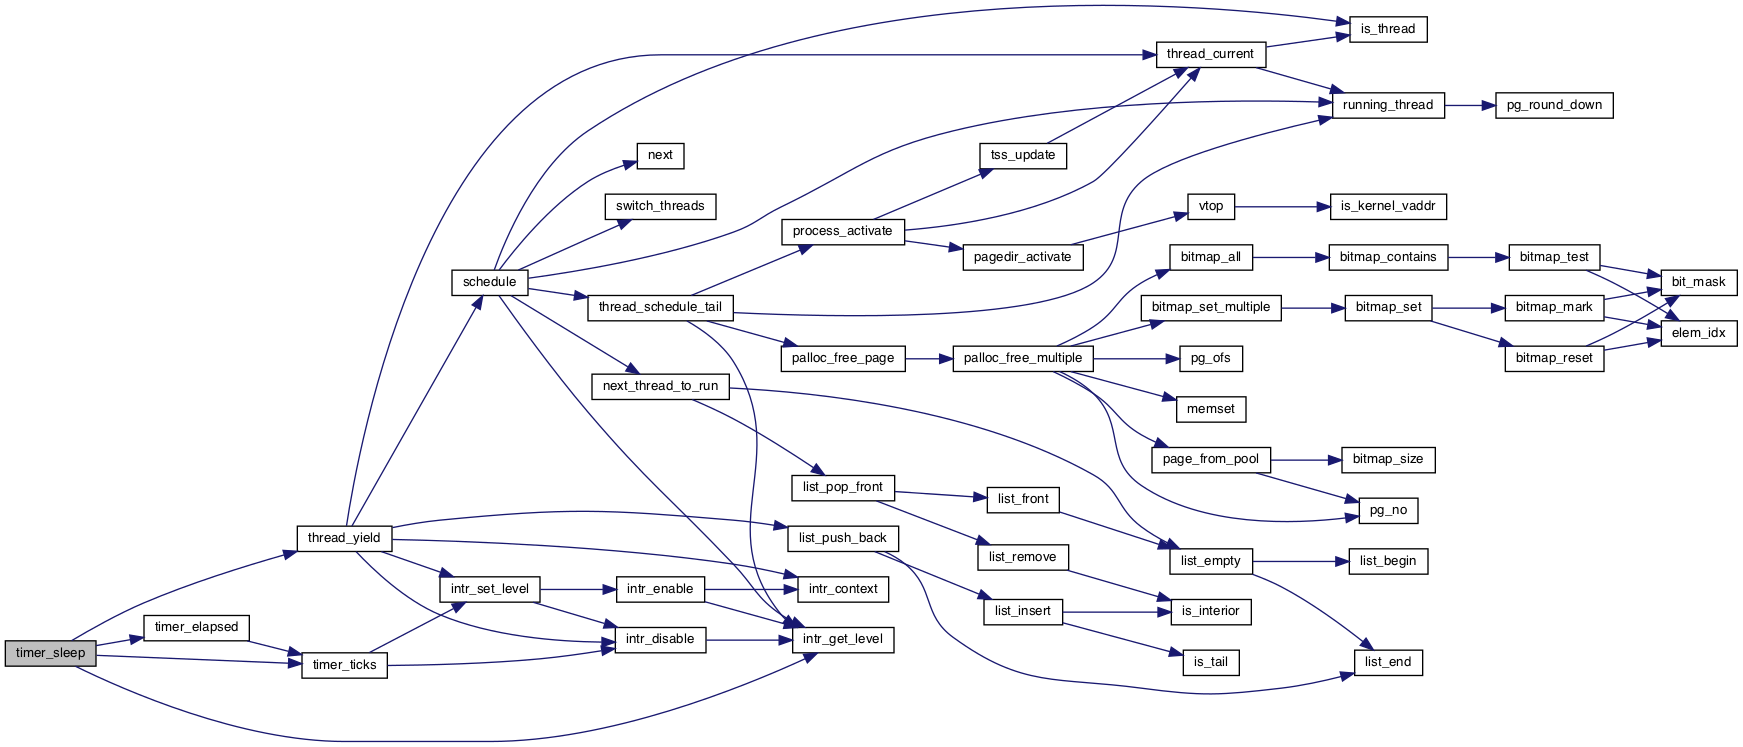 is_thread
thread_current
running_thread
pg_round_down
next
tss_update
switch_threads
vtop
is_kernel_vaddr
process_activate
pagedir_activate
bitmap_all
bitmap_contains
bitmap_test
schedule
bit_mask
thread_schedule_tail
bitmap_set_multiple
bitmap_set
bitmap_mark
elem_idx
palloc_free_page
palloc_free_multiple
pg_ofs
bitmap_reset
next_thread_to_run
memset
page_from_pool
bitmap_size
list_pop_front
list_front
pg_no
thread_yield
list_push_back
list_remove
list_empty
list_begin
intr_set_level
intr_enable
intr_context
timer_elapsed
list_insert
is_interior
timer_sleep
intr_disable
intr_get_level
timer_ticks
is_tail
list_end